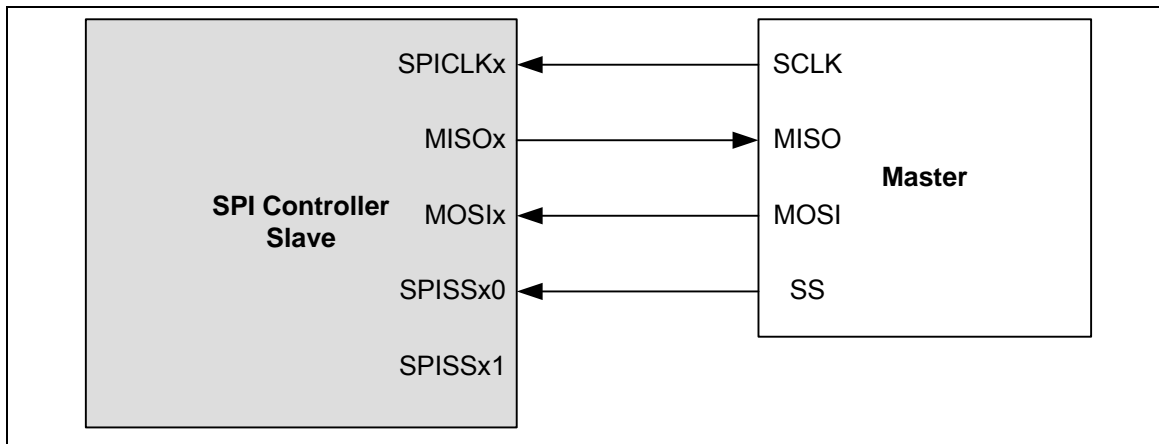 SPICLKx
SCLK
MISOx
MISO
Master
SPI Controller
Slave
MOSIx
MOSI
SPISSx0
SS
SPISSx1